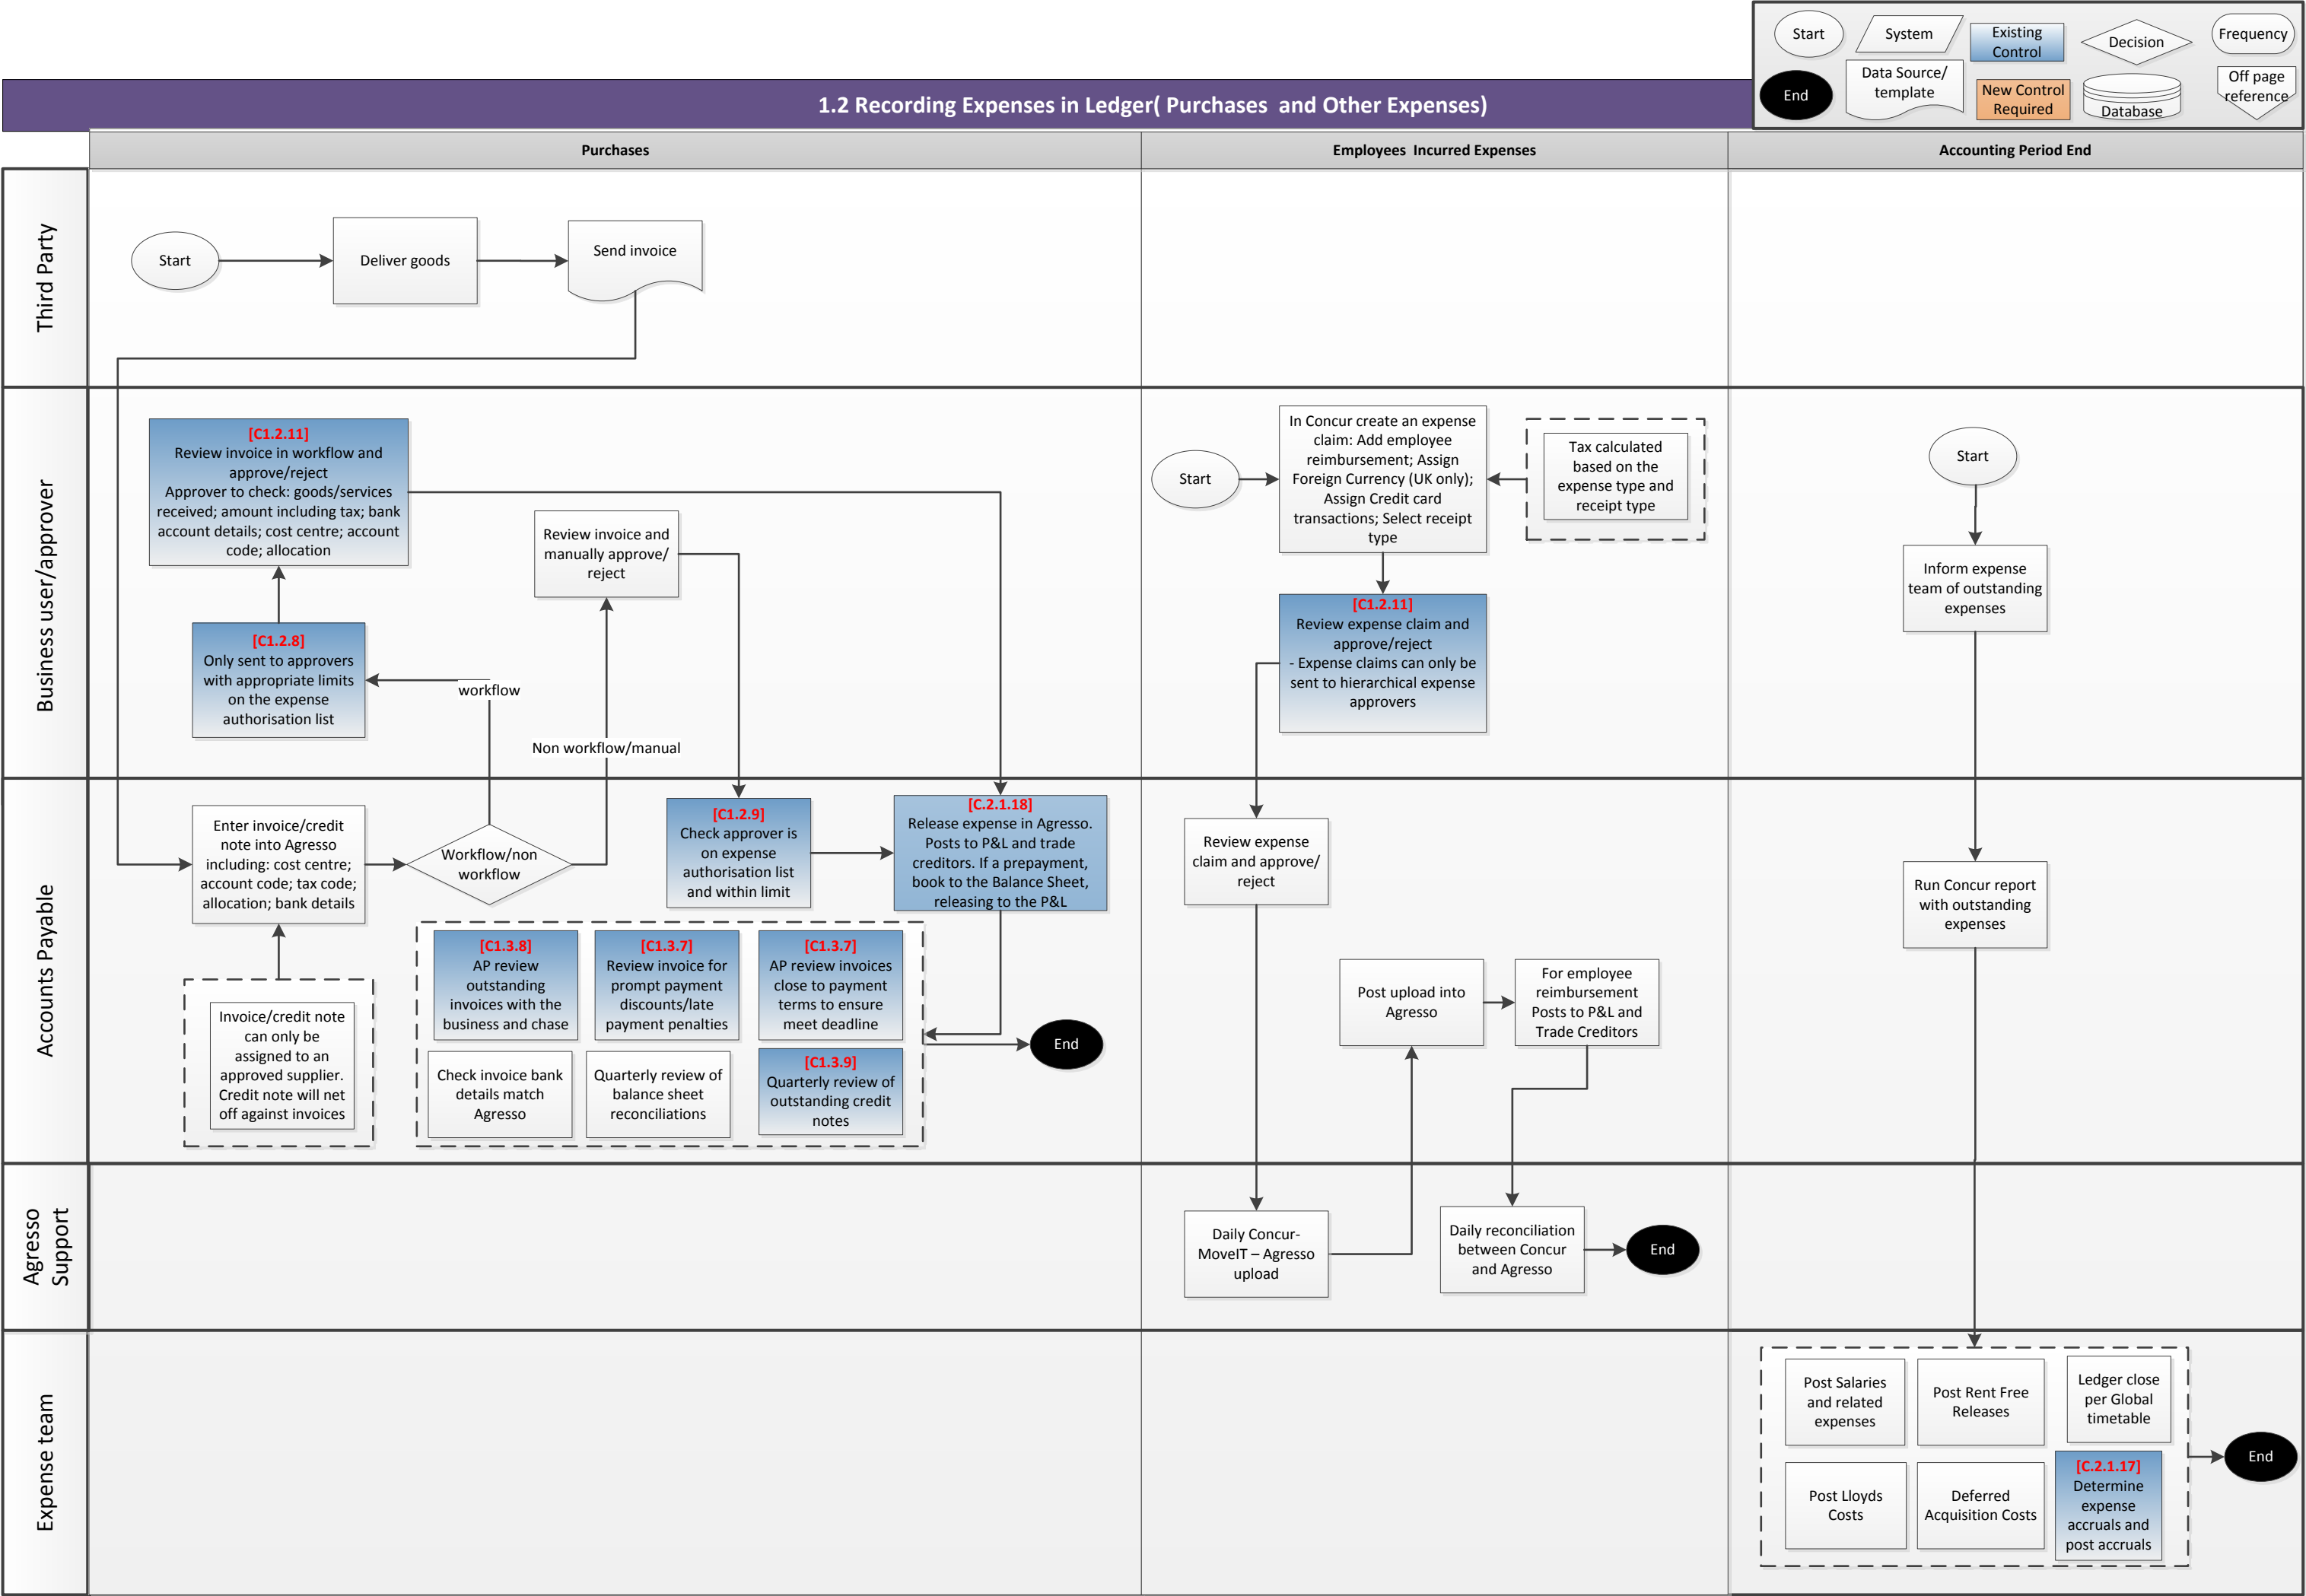 Start
System
Existing
Control
Decision
Frequency
End
Data Source/
template
New Control
Required
Database
Off page
reference
1.2 Recording Expenses in Ledger( Purchases  and Other Expenses)
Purchases
Employees  Incurred Expenses
Accounting Period End
Third Party
Start
Deliver goods
Send invoice
Business user/approver
[C1.2.11]
Review invoice in workflow and
approve/reject
Approver to check: goods/services
received; amount including tax; bank
account details; cost centre; account
code; allocation
[C1.2.8]
Only sent to approvers
with appropriate limits
on the expense
authorisation list
workflow
Review invoice and
manually approve/
reject
Non workflow/manual
Start
In Concur create an expense
claim: Add employee
reimbursement; Assign
Foreign Currency (UK only);
Assign Credit card
transactions; Select receipt
type
Tax calculated
based on the
expense type and
receipt type
[C1.2.11]
Review expense claim and
approve/reject
- Expense claims can only be
sent to hierarchical expense
approvers
Start
Inform expense
team of outstanding
expenses
Accounts Payable
Enter invoice/credit
note into Agresso
including: cost centre;
account code; tax code;
allocation; bank details
Workflow/non
workflow
[C1.2.9]
Check approver is
on expense
authorisation list
and within limit
[C.2.1.18]
Release expense in Agresso.
Posts to P&L and trade
creditors. If a prepayment,
book to the Balance Sheet,
releasing to the P&L
Invoice/credit note
can only be
assigned to an
approved supplier.
Credit note will net
off against invoices
[C1.3.8]
AP review
outstanding
invoices with the
business and chase
[C1.3.7]
Review invoice for
prompt payment
discounts/late
payment penalties
[C1.3.7]
AP review invoices
close to payment
terms to ensure
meet deadline
Check invoice bank
details match
Agresso
Quarterly review of
balance sheet
reconciliations
[C1.3.9]
Quarterly review of
outstanding credit
notes
End
Review expense
claim and approve/
reject
Post upload into
Agresso
For employee
reimbursement
Posts to P&L and
Trade Creditors
Run Concur report
with outstanding
expenses
Agresso
Support
Daily Concur-
MoveIT – Agresso
upload
Daily reconciliation
between Concur
and Agresso
End
Expense team
Post Salaries
and related
expenses
Post Rent Free
Releases
Ledger close
per Global
timetable
Post Lloyds
Costs
Deferred
Acquisition Costs
[C.2.1.17]
Determine
expense
accruals and
post accruals
End